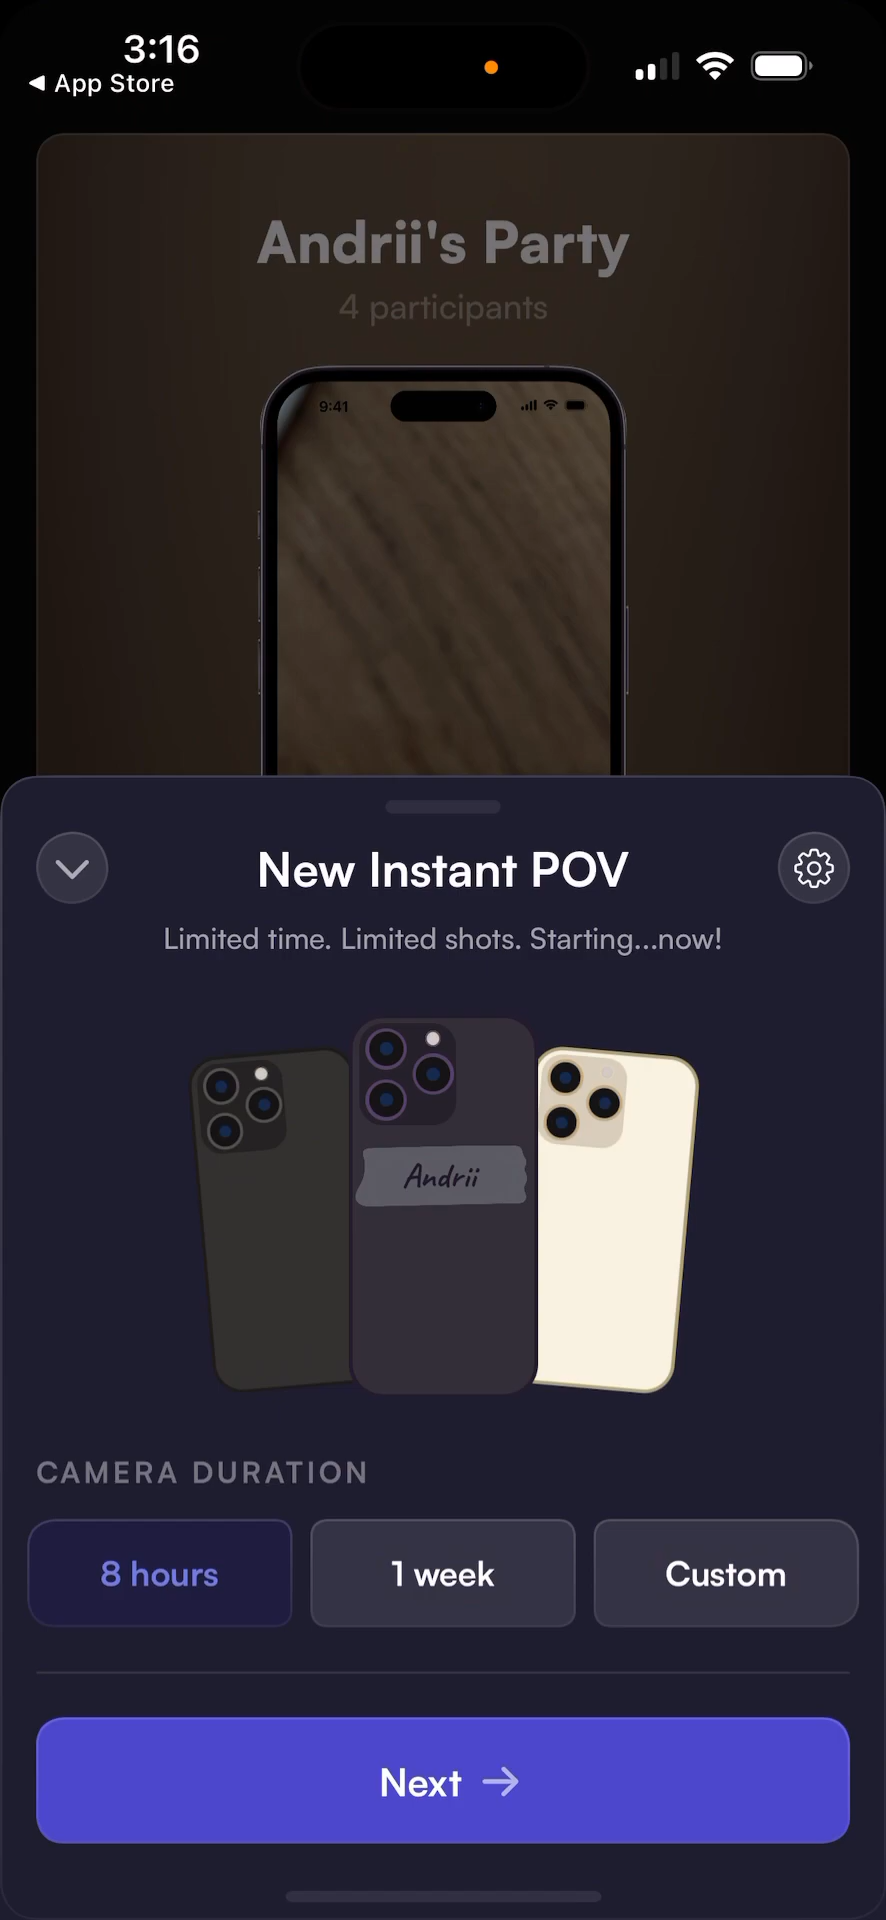 3:16
◀ App Store
Andrii's Party
4 participants
9:41
New Instant POV
Limited time. Limited shots. Starting...now!
Andrii
CAMERA DURATION
8 hours
1 week
Custom
Next →